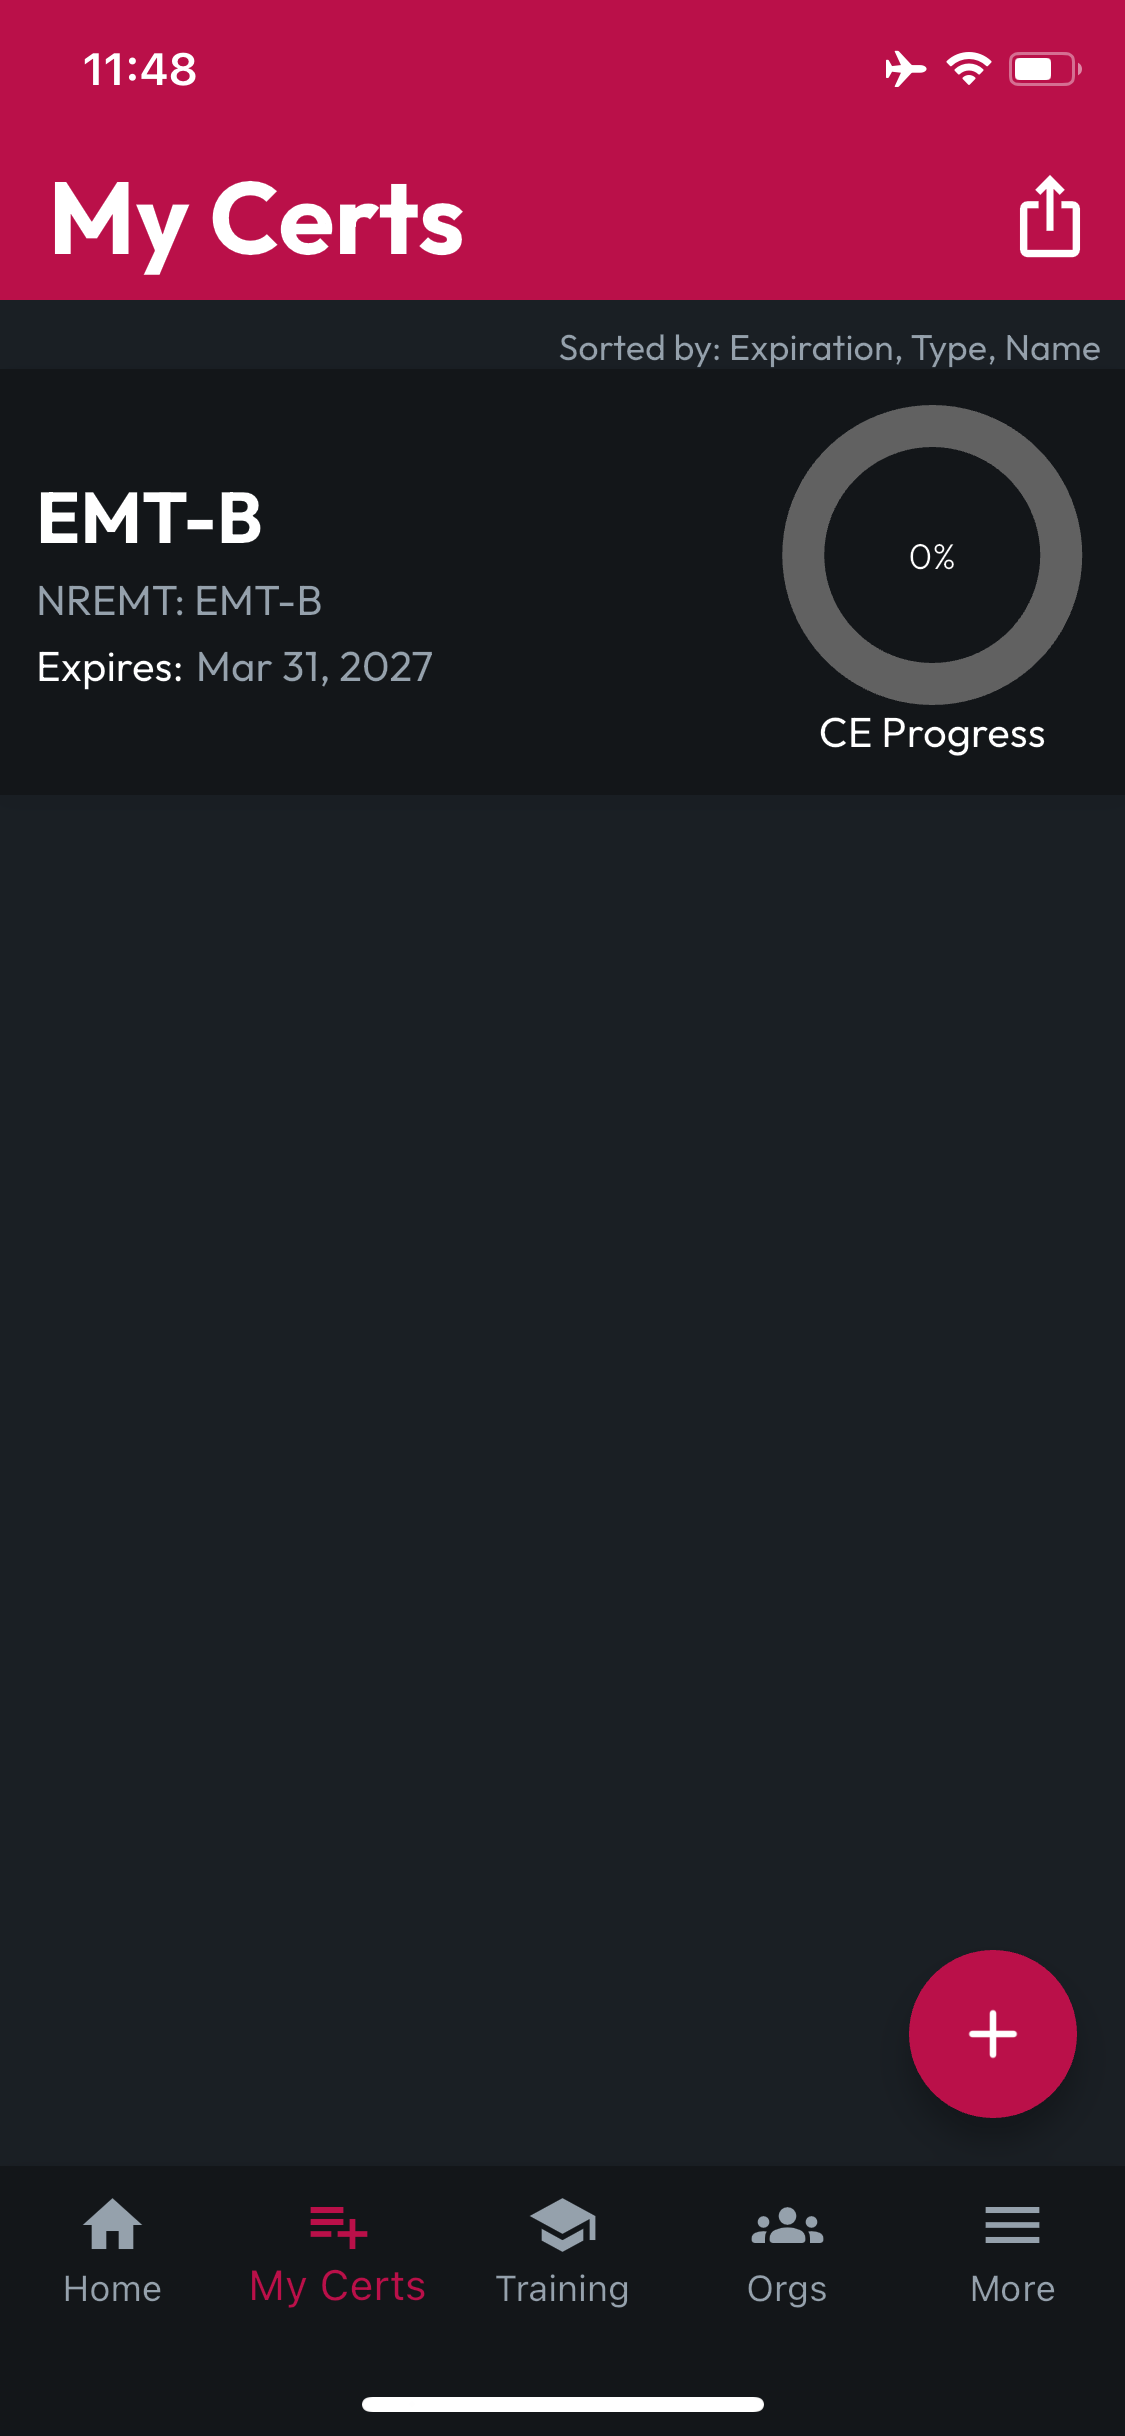 11:48
My Certs
Sorted by: Expiration, Type, Name
EMT-B
NREMT: EMT-B
Expires: Mar 31, 2027
0%
CE Progress
Home
My Certs
Training
Orgs
More